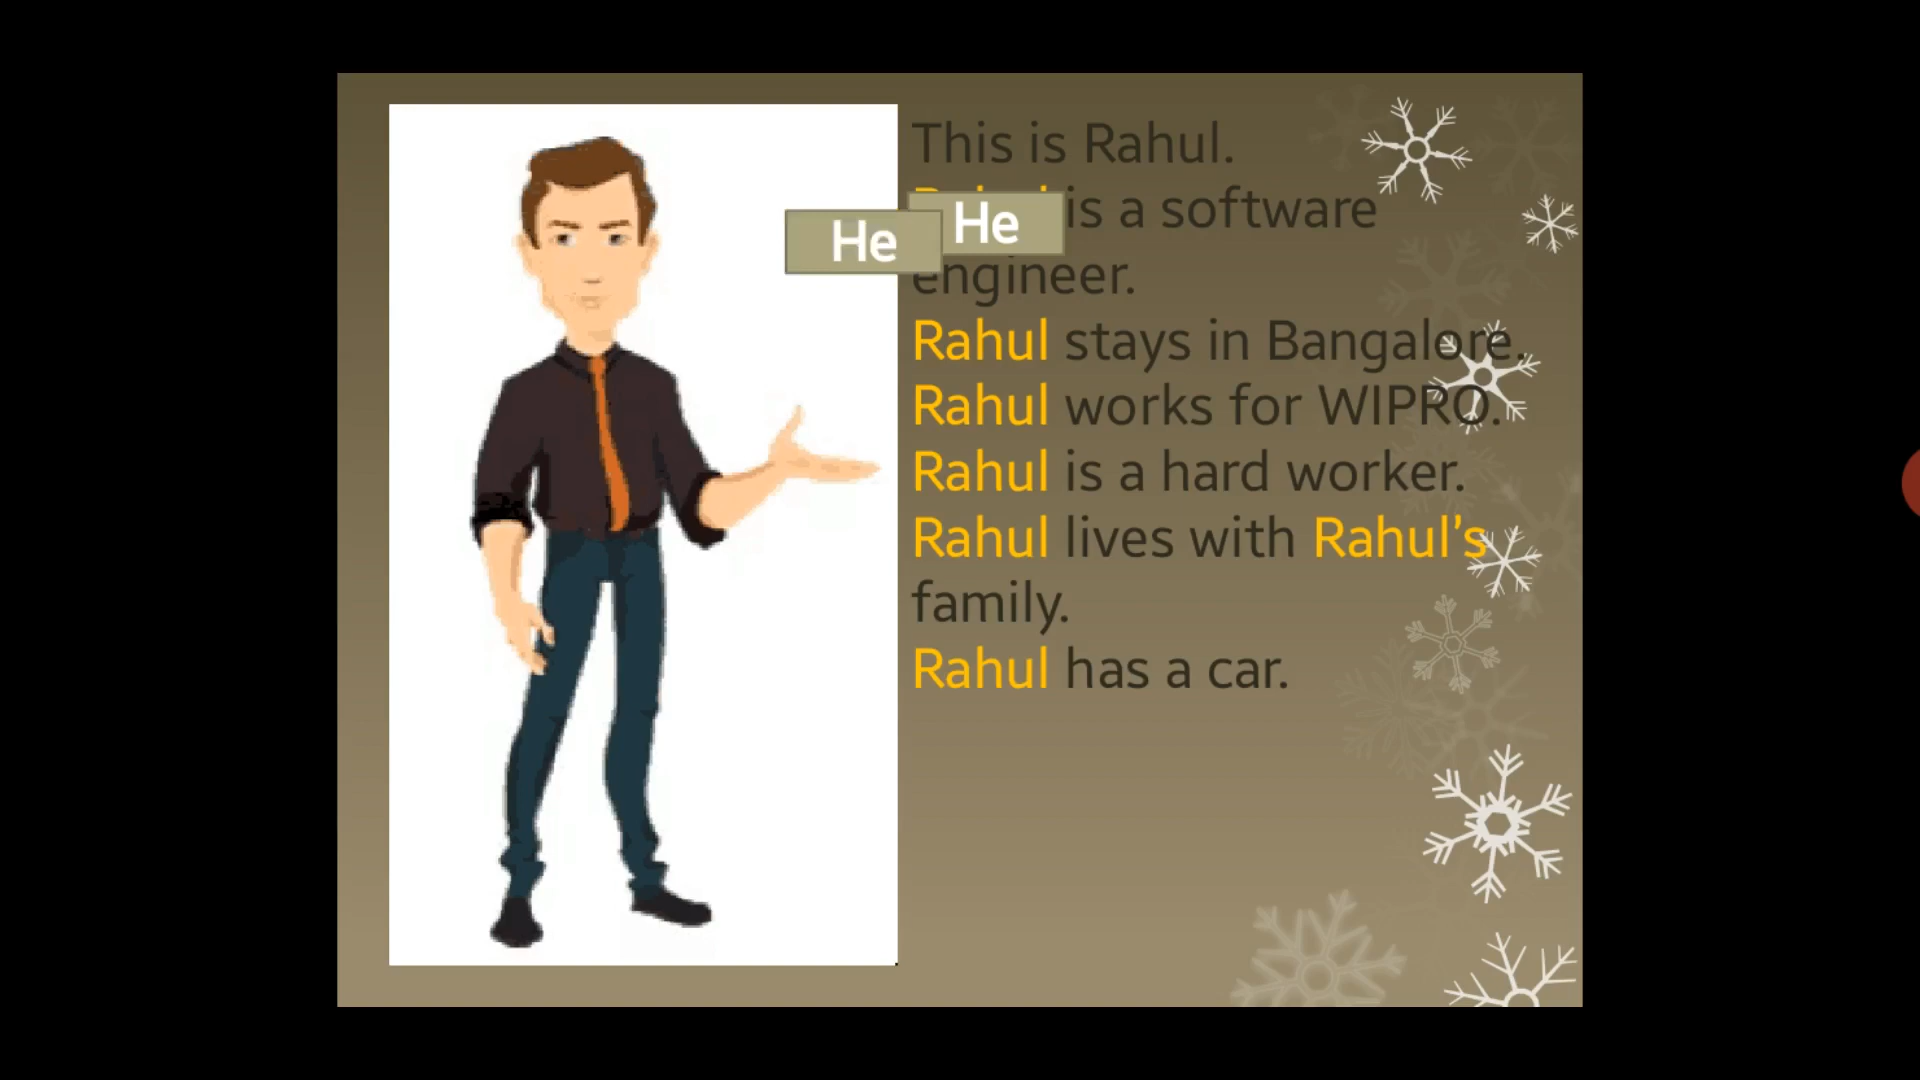 This is Rahul.
He He is a software
engineer.
Rahul stays in Bangalore.
Rahul works for WIPRO.
Rahul is a hard worker.
Rahul lives with Rahul's
family.
Rahul has a car.